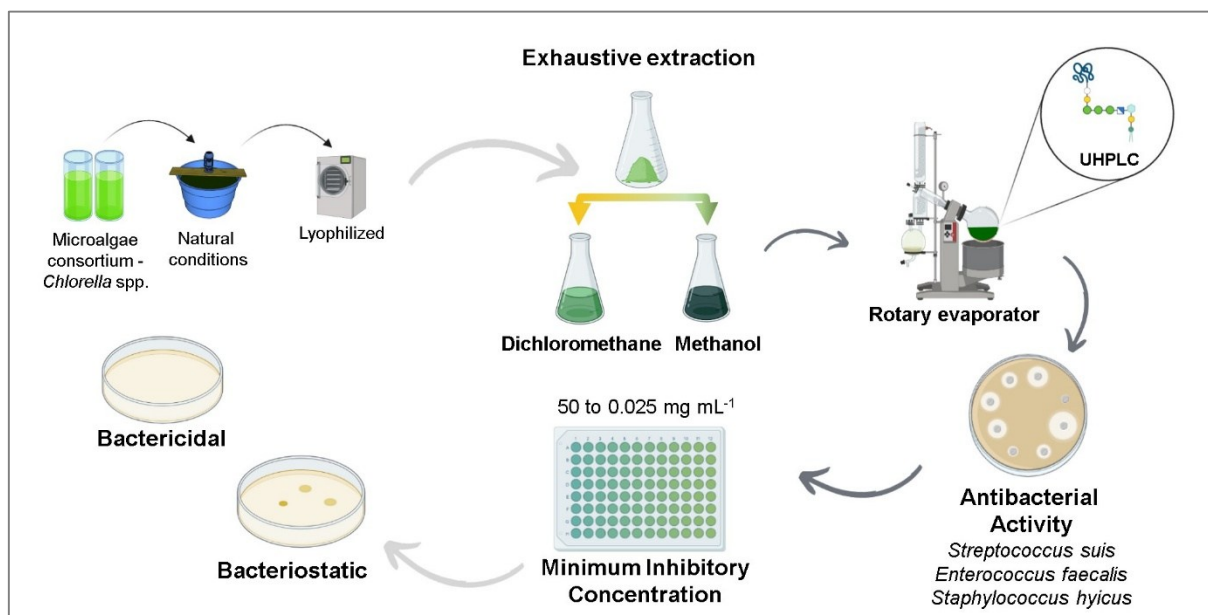 Exhaustive extraction
UHPLC
Microalgae
consortium -
Chlorella spp.
Natural
conditions
Lyophilized
Dichloromethane
Methanol
Rotary evaporator
Antibacterial
Activity
Streptococcus suis
Enterococcus faecalis
Staphylococcus hyicus
50 to 0.025 mg mL⁻¹
Minimum Inhibitory
Concentration
Bactericidal
Bacteriostatic